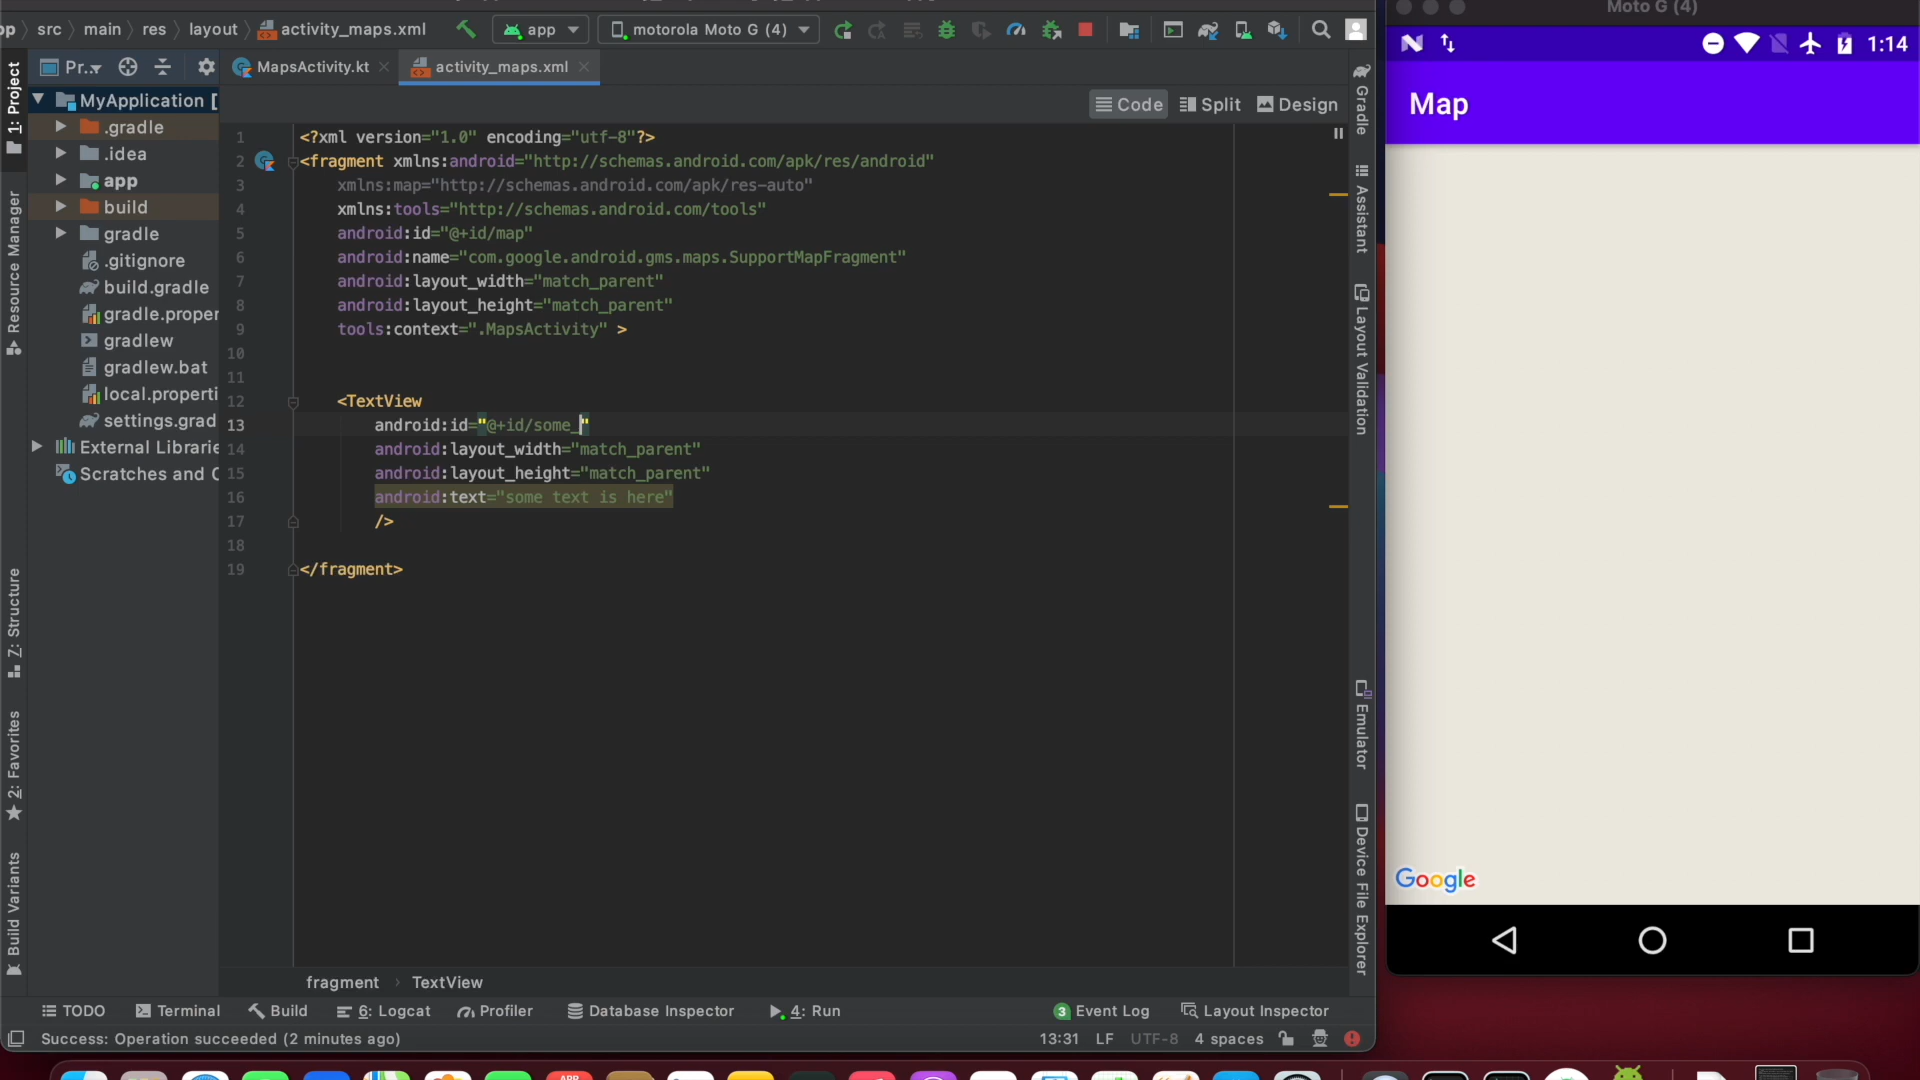 Moto G (4)
pp › src › main › res › layout › activity_maps.xml
app
motorola Moto G (4)
1:14
Pr..
MapsActivity.kt
activity_maps.xml
Map
Code
Split
Design
1: Project
Resource Manager
Z: Structure
2: Favorites
Build Variants
MyApplication [
.gradle
.idea
app
build
gradle
.gitignore
build.gradle
gradle.proper
gradlew
gradlew.bat
local.properti
settings.grad
External Librarie
Scratches and C
1 <?xml version="1.0" encoding="utf-8"?>
2 <fragment xmlns:android="http://schemas.android.com/apk/res/android"
3 xmlns:map="http://schemas.android.com/apk/res-auto"
4 xmlns:tools="http://schemas.android.com/tools"
5 android:id="@+id/map"
6 android:name="com.google.android.gms.maps.SupportMapFragment"
7 android:layout_width="match_parent"
8 android:layout_height="match_parent"
9 tools:context=".MapsActivity" >
10
11
12 <TextView
13 android:id="@+id/some_"
14 android:layout_width="match_parent"
15 android:layout_height="match_parent"
16 android:text="some text is here"
17 />
18
19 </fragment>
Gradle
Assistant
Layout Validation
Emulator
Device File Explorer
Google
fragment › TextView
TODO
Terminal
Build
6: Logcat
Profiler
Database Inspector
4: Run
3 Event Log
Layout Inspector
Success: Operation succeeded (2 minutes ago)
13:31
LF
UTF-8
4 spaces